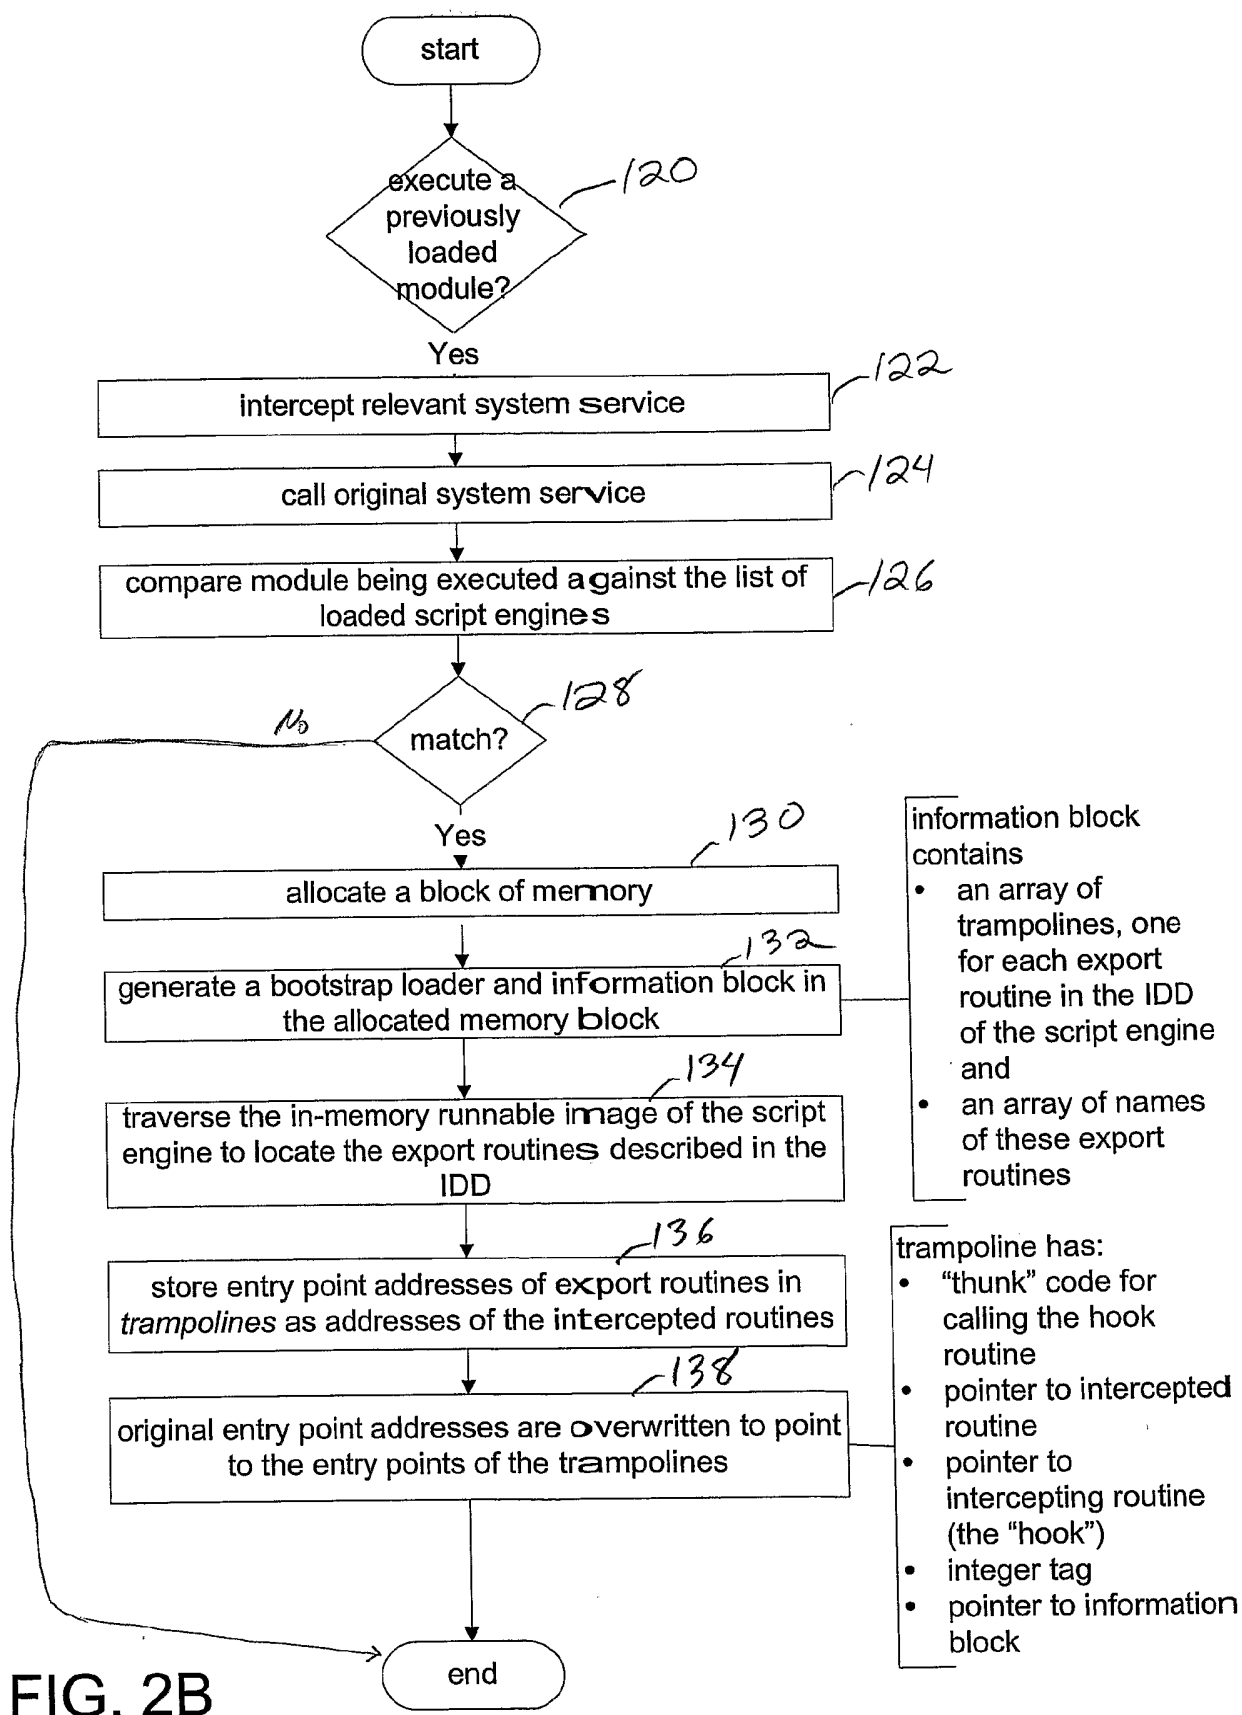 start
execute a
previously
loaded
module?
120
Yes
122
intercept relevant system service
124
call original system service
126
compare module being executed against the list of
loaded script engines
128
match?
No
Yes
130
allocate a block of memory
132
generate a bootstrap loader and information block in
the allocated memory block
information block
contains
• an array of
trampolines, one
for each export
routine in the IDD
of the script engine
and
• an array of names
of these export
routines
134
traverse the in-memory runnable image of the script
engine to locate the export routines described in the
IDD
136
store entry point addresses of export routines in
trampolines as addresses of the intercepted routines
138
original entry point addresses are overwritten to point
to the entry points of the trampolines
trampoline has:
• “thunk” code for
calling the hook
routine
• pointer to intercepted
routine
• pointer to
intercepting routine
(the “hook”)
• integer tag
• pointer to information
block
end
FIG. 2B